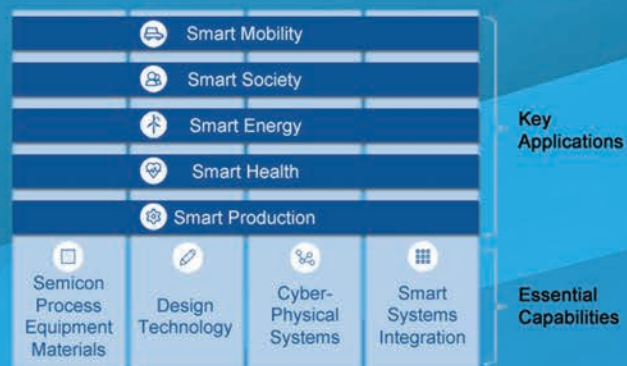 Smart Mobility
Smart Society
Smart Energy
Smart Health
Smart Production
Key
Applications
Semicon
Process
Equipment
Materials
Design
Technology
Cyber-
Physical
Systems
Smart
Systems
Integration
Essential
Capabilities